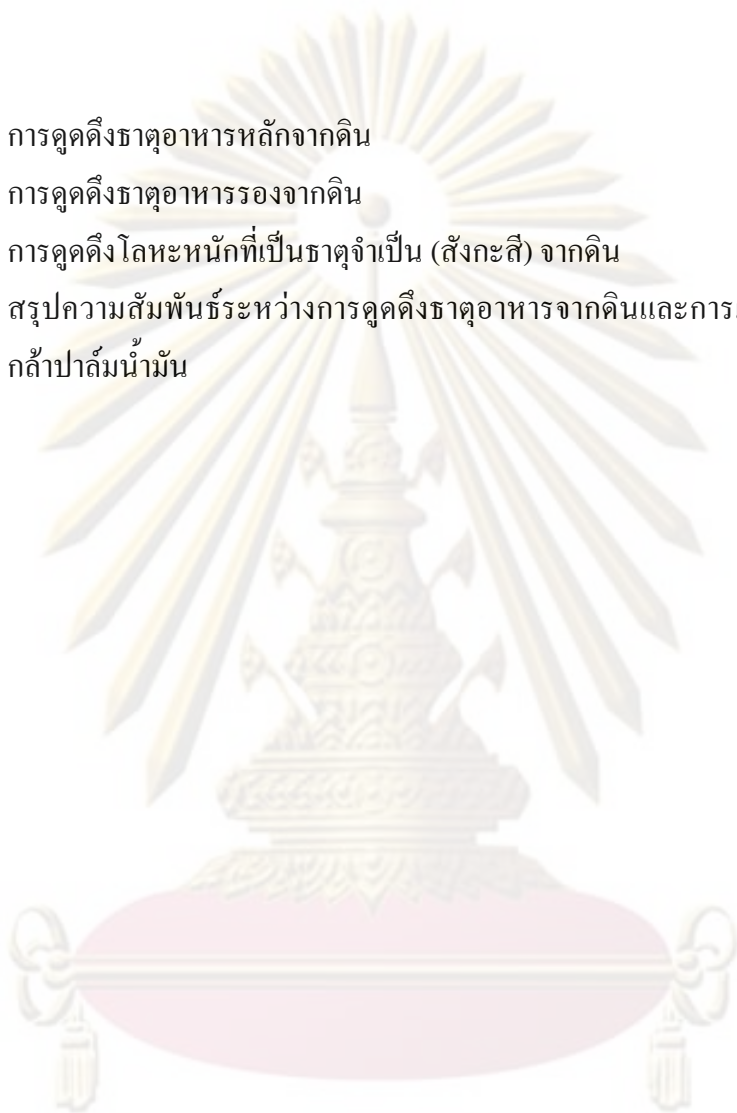 การดูดดึงธาตุอาหารหลักจากดิน
การดูดดึงธาตุอาหารรองจากดิน
การดูดดึงโลหะหนักที่เป็นธาตุจำเป็น (สังกะสี) จากดิน
สรุปความสัมพันธ์ระหว่างการดูดดึงธาตุอาหารจากดินและการ
กล้าปาล์มน้ำมัน